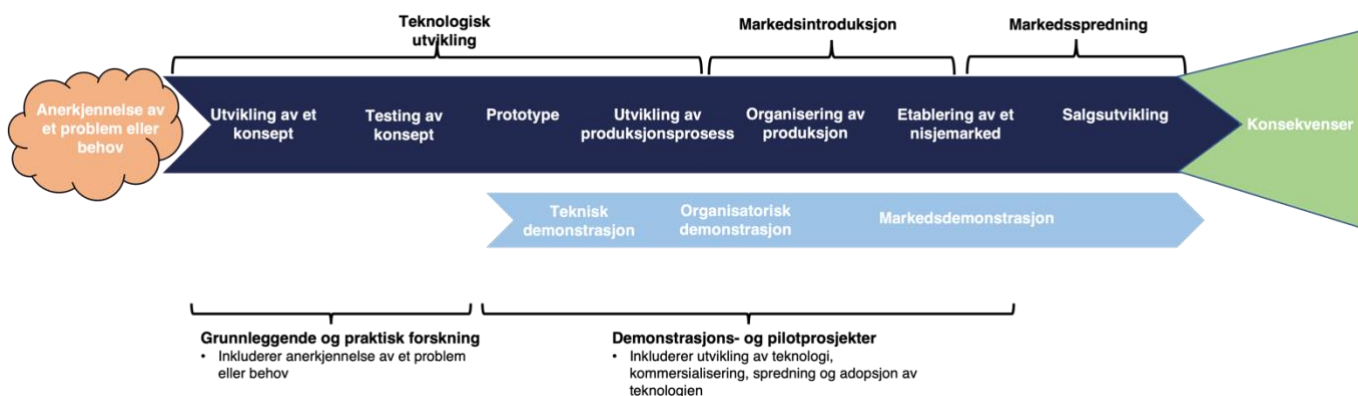 Teknologisk
utvikling
Markedsintroduksjon
Markedsspredning
Anerkjennelse av
et problem eller
behov
Utvikling av et
konsept
Testing av
konsept
Prototype
Utvikling av
produksjonsprosess
Organisering av
produksjon
Etablering av et
nisjemarked
Salgsutvikling
Konsekvenser
Teknisk
demonstrasjon
Organisatorisk
demonstrasjon
Markedsdemonstrasjon
Grunnleggende og praktisk forskning
• Inkluderer anerkjennelse av et problem
eller behov
Demonstrasjons- og pilotprosjekter
• Inkluderer utvikling av teknologi,
kommersialisering, spredning og adopsjon av
teknologien